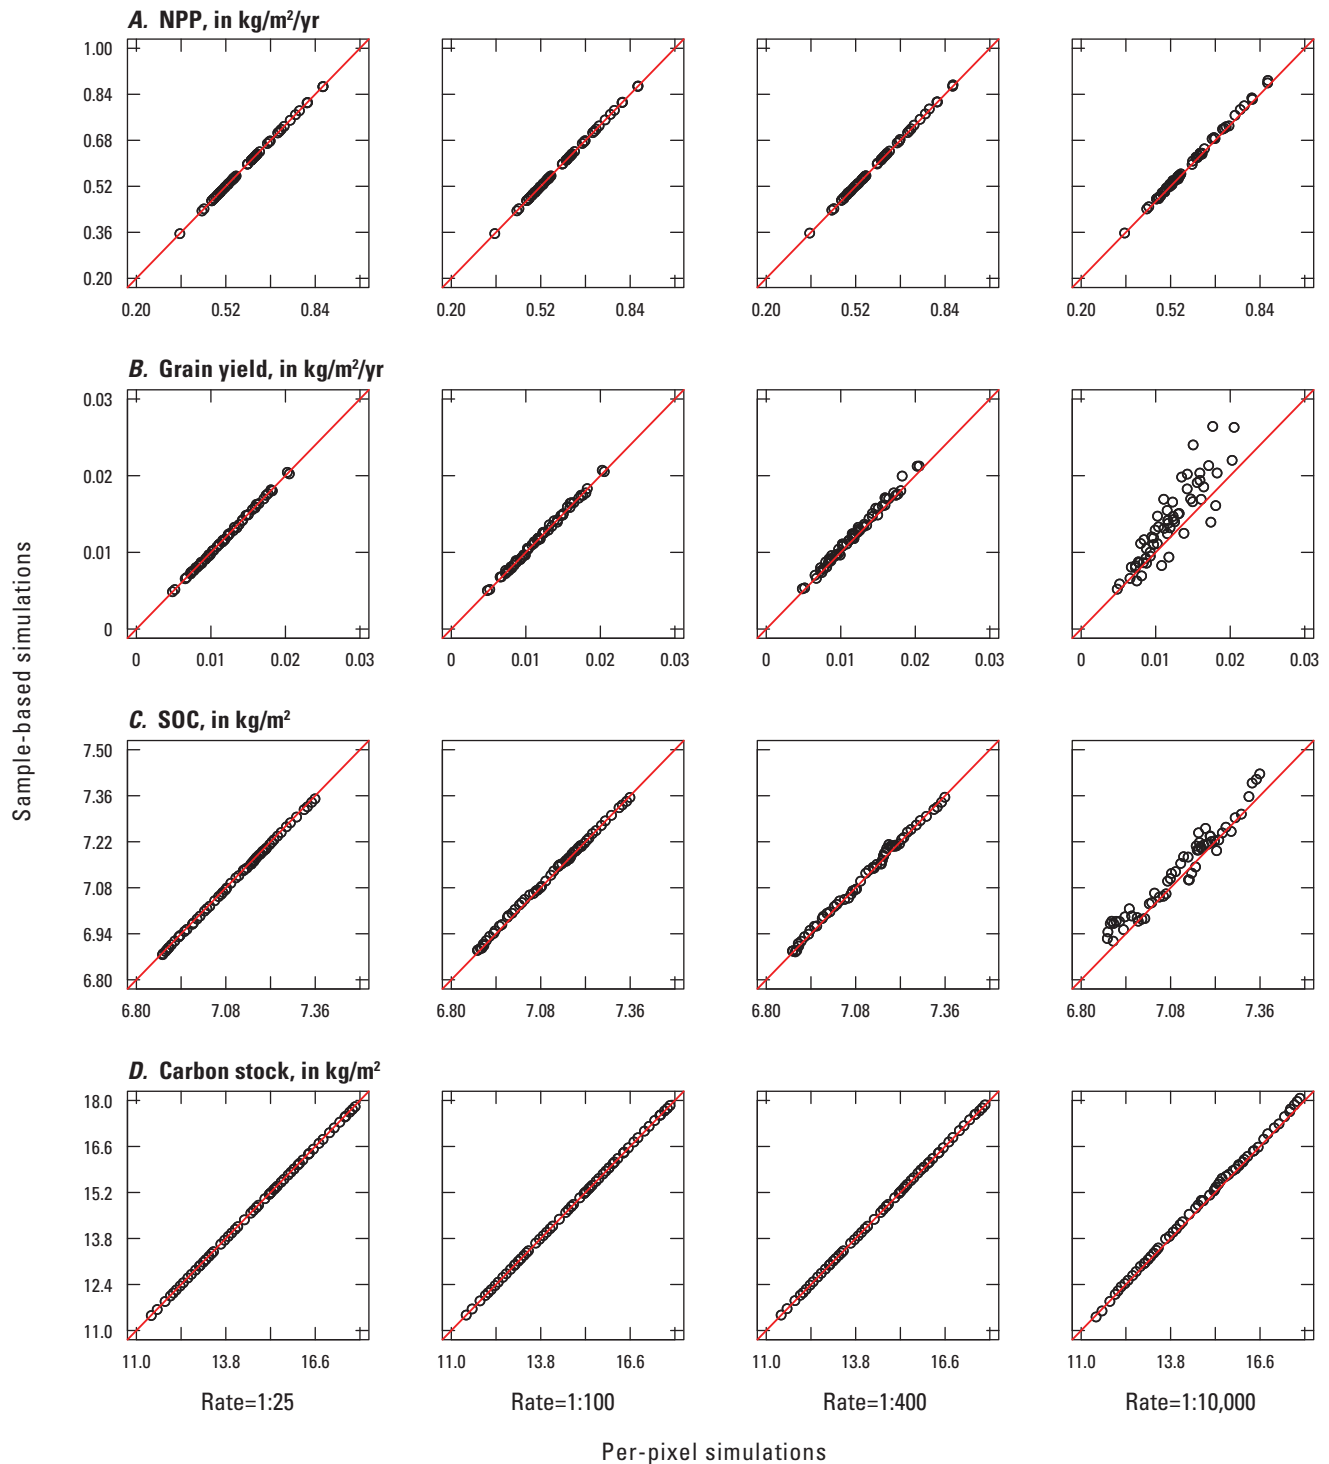 A. NPP, in kg/m²/yr
1.00
0.84
0.68
0.52
0.36
0.20
0.20 0.52 0.84 0.20 0.52 0.84 0.20 0.52 0.84 0.20 0.52 0.84
B. Grain yield, in kg/m²/yr
0.03
0.02
0.01
0
0 0.01 0.02 0.03 0 0.01 0.02 0.03 0 0.01 0.02 0.03 0 0.01 0.02 0.03
C. SOC, in kg/m²
7.50
7.36
7.22
7.08
6.94
6.80
6.80 7.08 7.36 6.80 7.08 7.36 6.80 7.08 7.36 6.80 7.08 7.36
D. Carbon stock, in kg/m²
18.0
16.6
15.2
13.8
12.4
11.0
11.0 13.8 16.6 11.0 13.8 16.6 11.0 13.8 16.6 11.0 13.8 16.6
Rate=1:25 Rate=1:100 Rate=1:400 Rate=1:10,000
Per-pixel simulations
Sample-based simulations